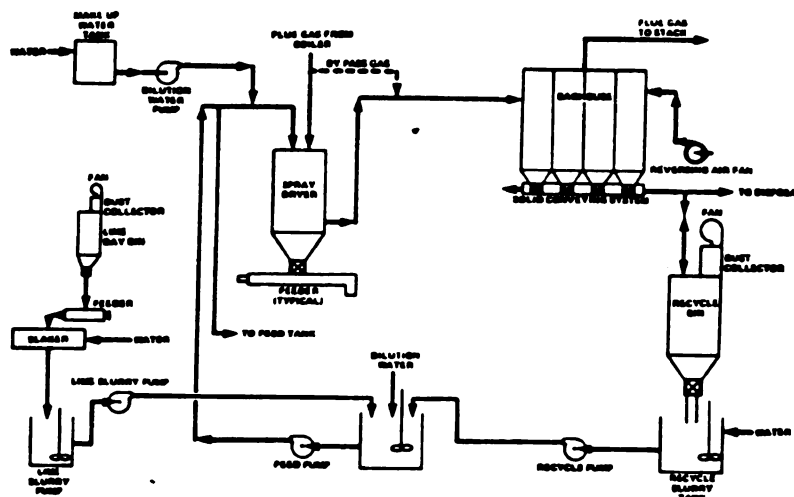 MAKE UP
WATER
TANK
WATER
DILUTION
WATER
PUMP
FLUE GAS FROM
BOILER
BY PASS GAS
FLUE GAS
TO STACK
BAGHOUSE
REVERSING AIR FAN
SOLID CONVEYING SYSTEM
TO DISPOSA
FAN
DUST
COLLECTOR
LIME
DAY BIN
FEEDER
SLAKER
WATER
SPRAY
DRYER
FEEDER
(TYPICAL)
TO FEED TANK
FAN
DUST
COLLECTOR
RECYCLE
BIN
DILUTION
WATER
LIME SLURRY PUMP
FEED PUMP
RECYCLE PUMP
WATER
LIME
SLURRY
PUMP
RECYCLE
SLURRY